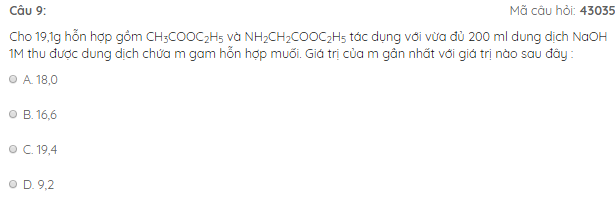 Câu 9:
Mã câu hỏi: 43035
Cho 19,1g hỗn hợp gồm CH₃COOC₂H₅ và NH₂CH₂COOC₂H₅ tác dụng với vừa đủ 200 ml dung dịch NaOH
1M thu được dung dịch chứa m gam hỗn hợp muối. Giá trị của m gân nhất với giá trị nào sau đây :
A. 18,0
B. 16,6
C. 19,4
D. 9,2